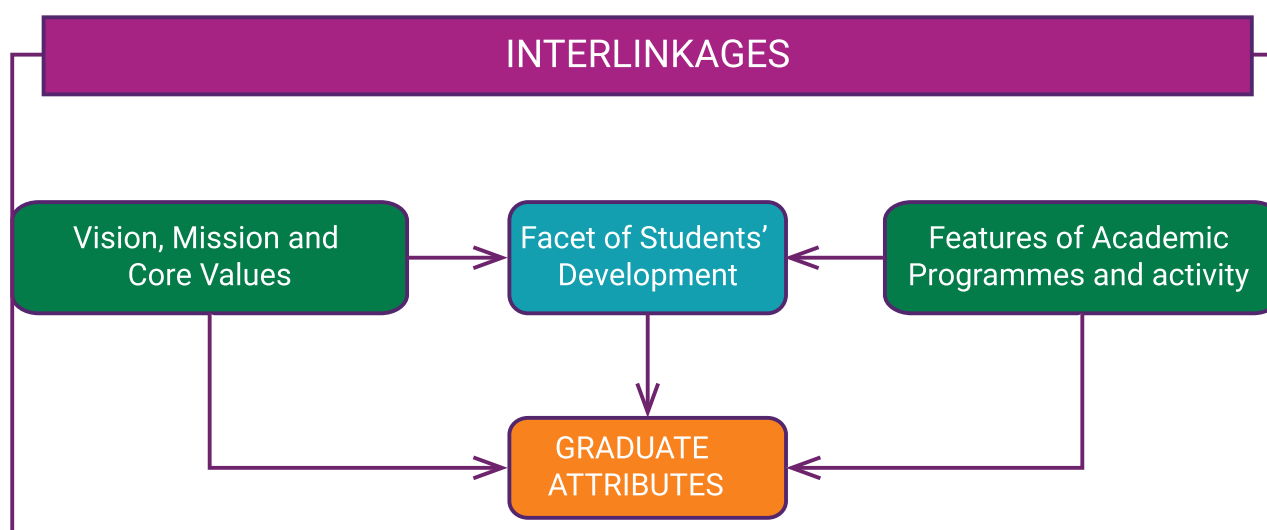 INTERLINKAGES
Vision, Mission and
Core Values
Facet of Students’
Development
Features of Academic
Programmes and activity
GRADUATE
ATTRIBUTES